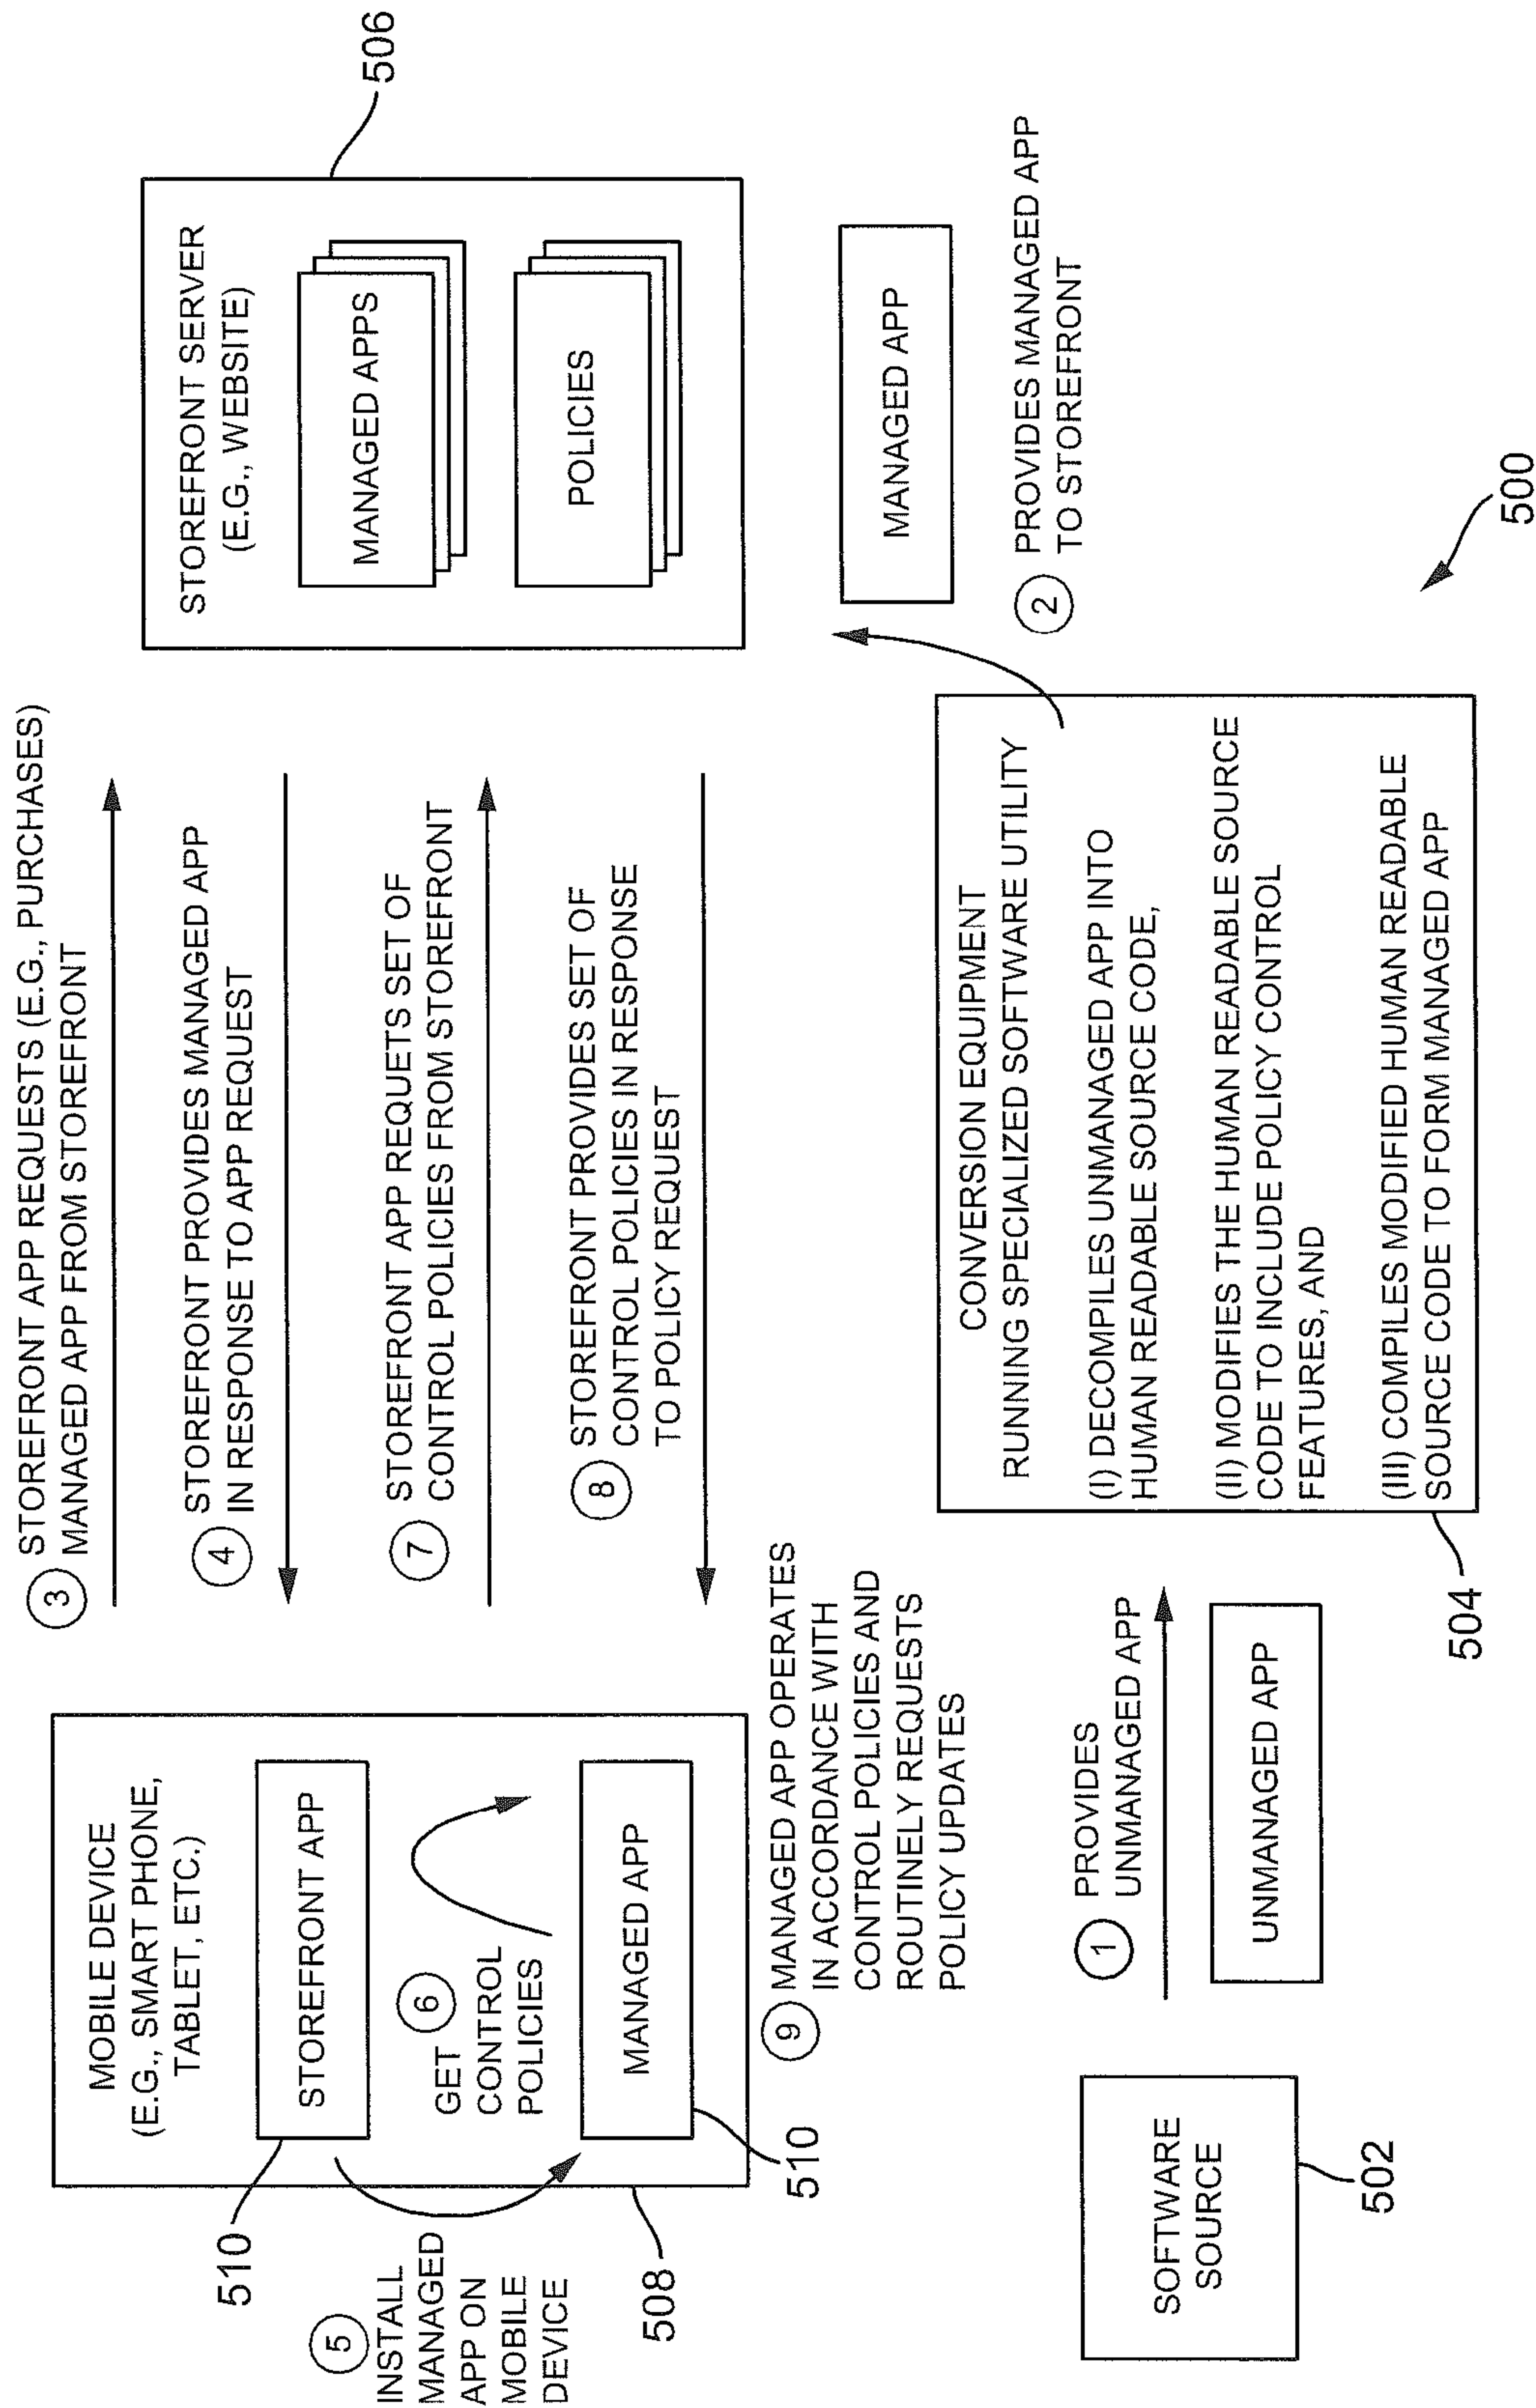 ③ STOREFRONT APP REQUESTS (E.G., PURCHASES)
MANAGED APP FROM STOREFRONT
④ STOREFRONT PROVIDES MANAGED APP
IN RESPONSE TO APP REQUEST
⑦ STOREFRONT APP REQUETS SET OF
CONTROL POLICIES FROM STOREFRONT
⑧ STOREFRONT PROVIDES SET OF
CONTROL POLICIES IN RESPONSE
TO POLICY REQUEST
MOBILE DEVICE
(E.G., SMART PHONE,
TABLET, ETC.)
STOREFRONT APP
510
⑥
GET
CONTROL
POLICIES
MANAGED APP
510
508
⑤
INSTALL
MANAGED
APP ON
MOBILE
DEVICE
⑨ MANAGED APP OPERATES
IN ACCORDANCE WITH
CONTROL POLICIES AND
ROUTINELY REQUESTS
POLICY UPDATES
STOREFRONT SERVER
(E.G., WEBSITE)
MANAGED APPS
POLICIES
506
MANAGED APP
② PROVIDES MANAGED APP
TO STOREFRONT
SOFTWARE
SOURCE
502
① PROVIDES
UNMANAGED APP
UNMANAGED APP
CONVERSION EQUIPMENT
RUNNING SPECIALIZED SOFTWARE UTILITY
(I) DECOMPILES UNMANAGED APP INTO
HUMAN READABLE SOURCE CODE,
(II) MODIFIES THE HUMAN READABLE SOURCE
CODE TO INCLUDE POLICY CONTROL
FEATURES, AND
(III) COMPILES MODIFIED HUMAN READABLE
SOURCE CODE TO FORM MANAGED APP
504
500